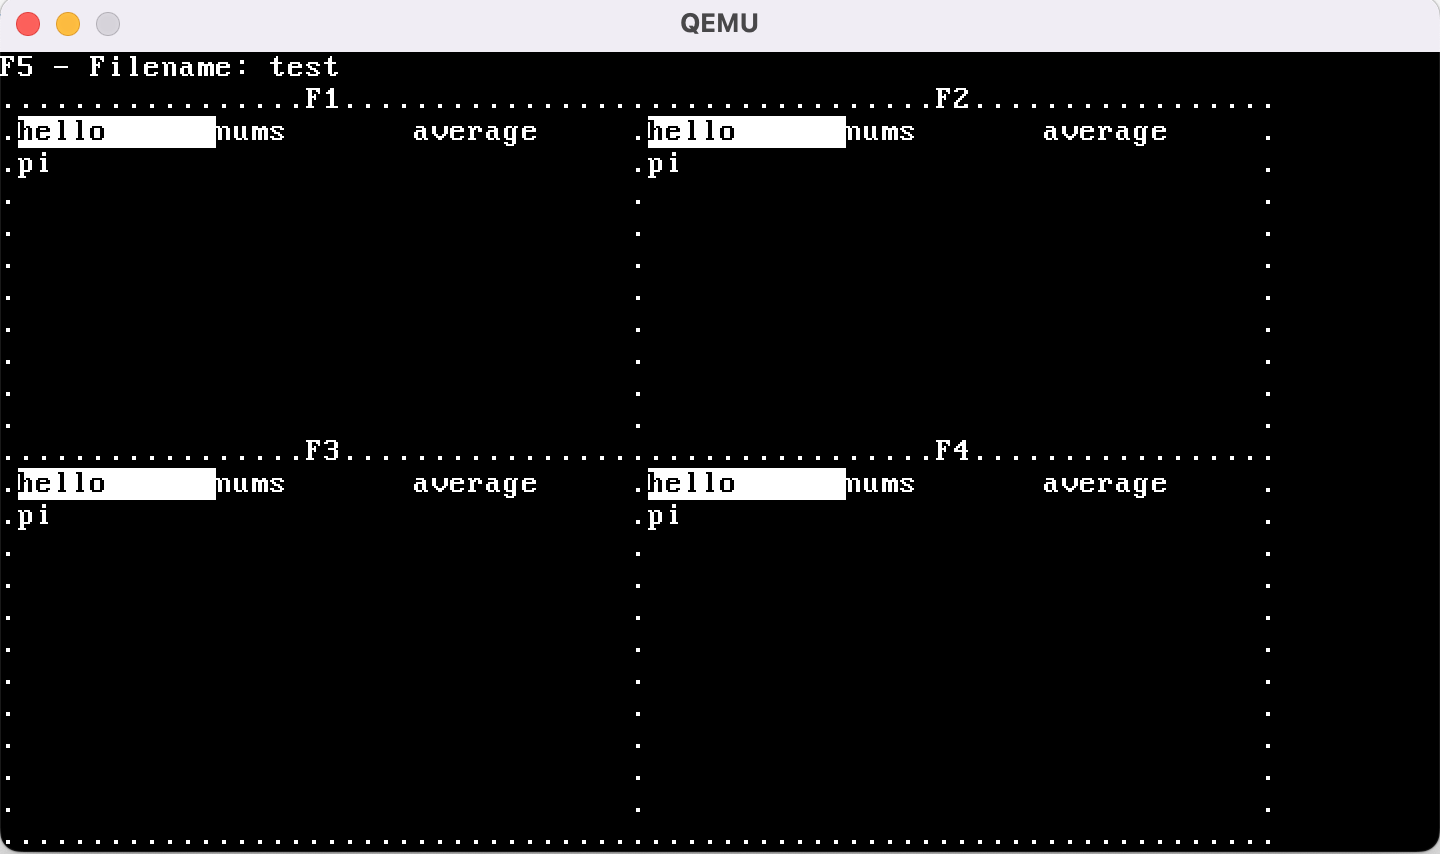 QEMU
F5 - Filename: test
.................F1.................................F2.................
.hello      nums       average     .hello      nums       average     .
.pi                                .pi                                .
.                                  .                                  .
.                                  .                                  .
.                                  .                                  .
.                                  .                                  .
.                                  .                                  .
.                                  .                                  .
.                                  .                                  .
.                                  .                                  .
.................F3.................................F4.................
.hello      nums       average     .hello      nums       average     .
.pi                                .pi                                .
.                                  .                                  .
.                                  .                                  .
.                                  .                                  .
.                                  .                                  .
.                                  .                                  .
.                                  .                                  .
.                                  .                                  .
.                                  .                                  .
.                                  .                                  .
.......................................................................